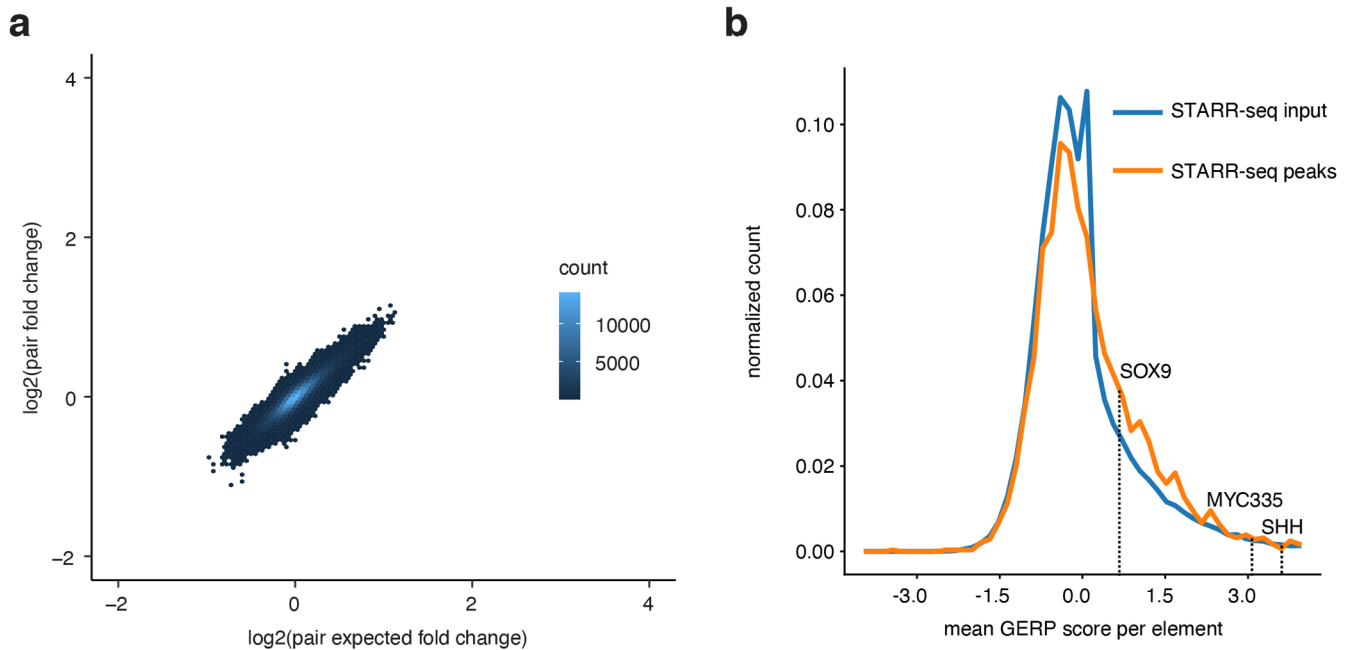 a
4
2
0
−2
log2(pair fold change)
−2
0
2
4
log2(pair expected fold change)
count
10000
5000
b
0.10
0.08
0.06
0.04
0.02
0.00
normalized count
STARR-seq input
STARR-seq peaks
SOX9
MYC335
SHH
-3.0
-1.5
0.0
1.5
3.0
mean GERP score per element